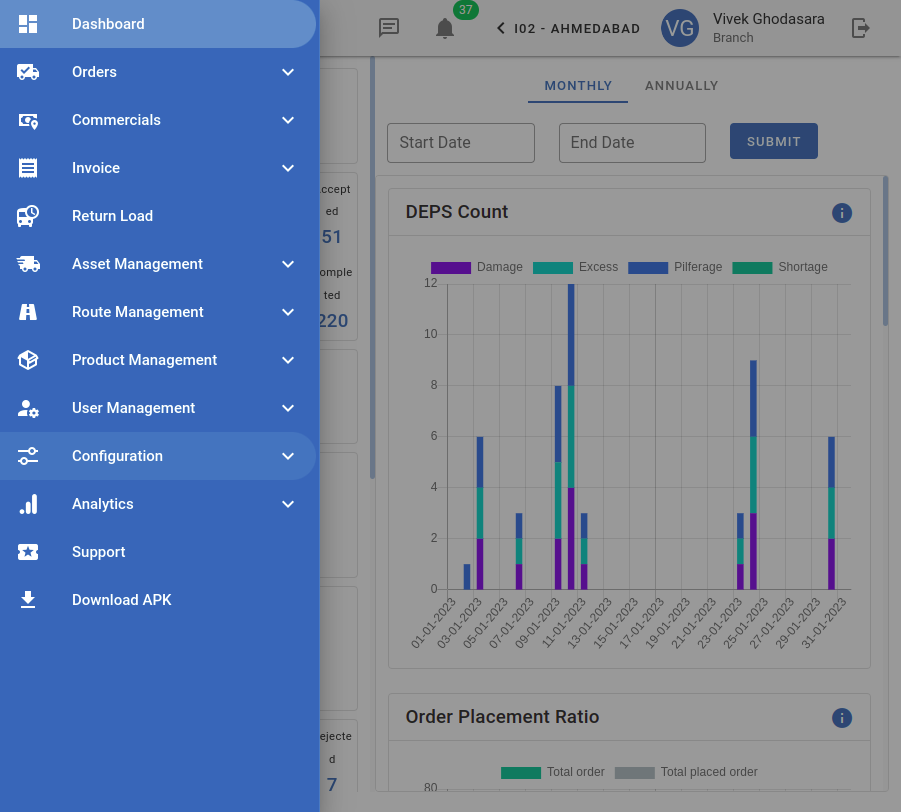 Dashboard
Orders
Commercials
Invoice
Return Load
Asset Management
Route Management
Product Management
User Management
Configuration
Analytics
Support
Download APK
37
I02 - AHMEDABAD
VG
Vivek Ghodasara
Branch
ccept
ed
51
omple
ted
220
ejecte
d
7
MONTHLY ANNUALLY
Start Date End Date SUBMIT
DEPS Count
Damage Excess Pilferage Shortage
12
10
8
6
4
2
0
01-01-2023 03-01-2023 05-01-2023 07-01-2023 09-01-2023 11-01-2023 13-01-2023 15-01-2023 17-01-2023 19-01-2023 21-01-2023 23-01-2023 25-01-2023 27-01-2023 29-01-2023 31-01-2023
Order Placement Ratio
Total order Total placed order
80